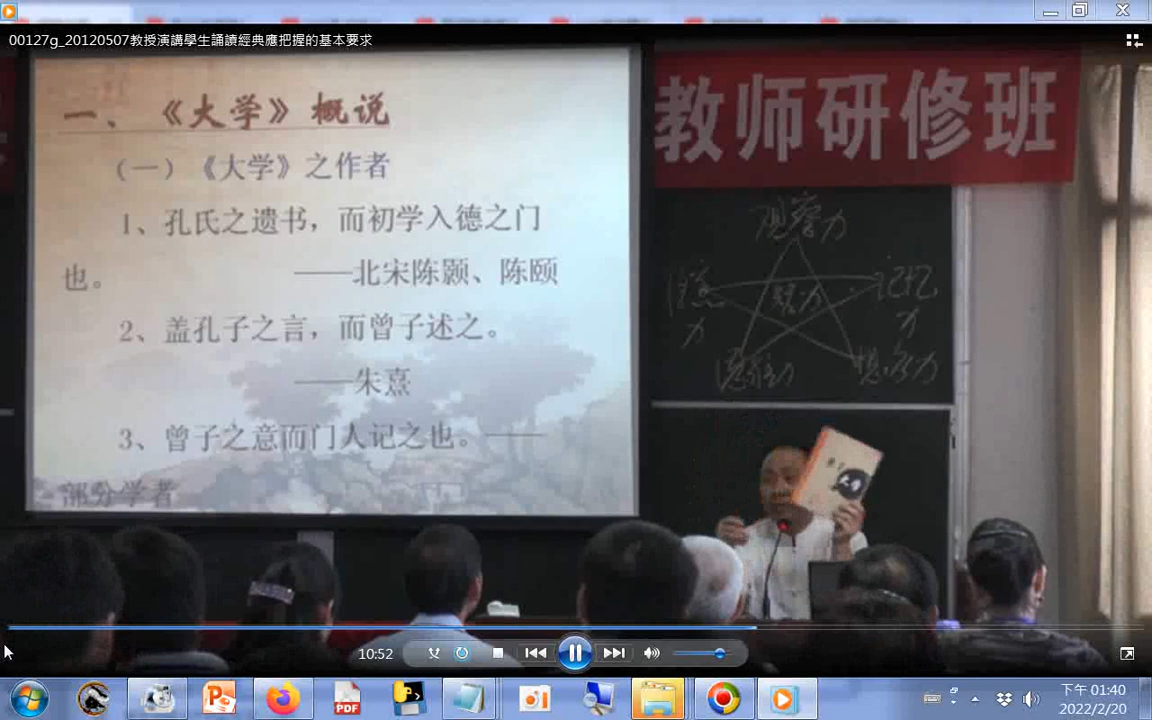 00127g_20120507教授演講學生誦讀經典應把握的基本要求
一、《大学》概说
(一)《大学》之作者
1、孔氏之遗书，而初学入德之门
也。 ——北宋陈颢、陈颐
2、盖孔子之言，而曾子述之。
——朱熹
3、曾子之意而门人记之也。——
部分学者
教师研修班
观察力
注意力
记忆力
思维力
想象力
大学
10:52
PDF
下午 01:40
2022/2/20